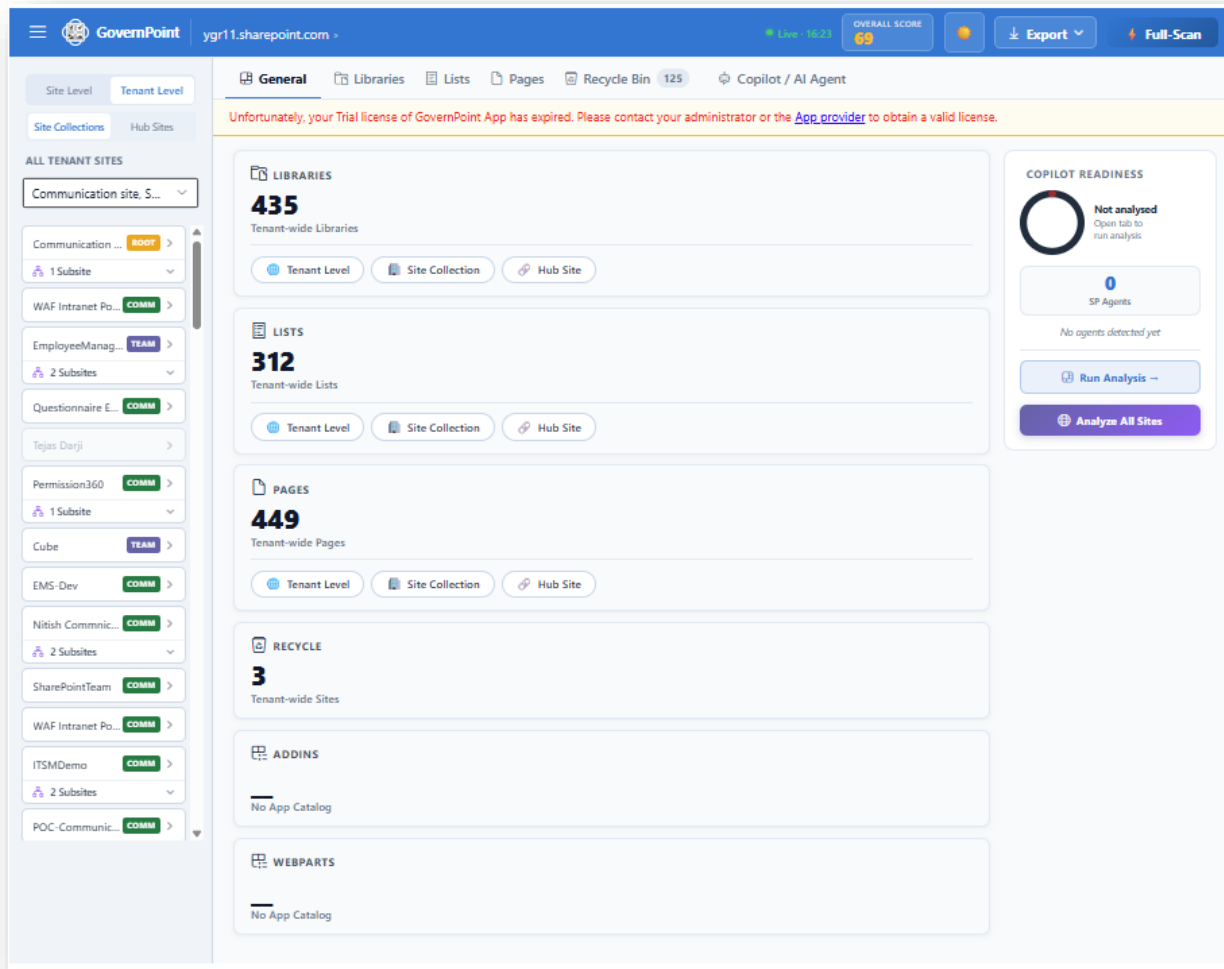 GovernPoint
ygr11.sharepoint.com
Live · 16:23
OVERALL SCORE
69
Export
Full-Scan
Site Level
Tenant Level
Site Collections
Hub Sites
ALL TENANT SITES
Communication site, S...
Communication ...
ROOT
1 Subsite
WAF Intranet Po...
COMM
EmployeeManag...
TEAM
2 Subsites
Questionnaire E...
COMM
Tejas Darji
Permission360
COMM
1 Subsite
Cube
TEAM
EMS-Dev
COMM
Nitish Commnic...
COMM
2 Subsites
SharePointTeam
COMM
WAF Intranet Po...
COMM
ITSMDemo
COMM
2 Subsites
POC-Communic...
COMM
General
Libraries
Lists
Pages
Recycle Bin 125
Copilot / AI Agent
Unfortunately, your Trial license of GovernPoint App has expired. Please contact your administrator or the App provider to obtain a valid license.
LIBRARIES
435
Tenant-wide Libraries
Tenant Level
Site Collection
Hub Site
LISTS
312
Tenant-wide Lists
Tenant Level
Site Collection
Hub Site
PAGES
449
Tenant-wide Pages
Tenant Level
Site Collection
Hub Site
RECYCLE
3
Tenant-wide Sites
ADDINS
—
No App Catalog
WEBPARTS
—
No App Catalog
COPILOT READINESS
Not analysed
Open tab to
run analysis
0
SP Agents
No agents detected yet
Run Analysis →
Analyze All Sites